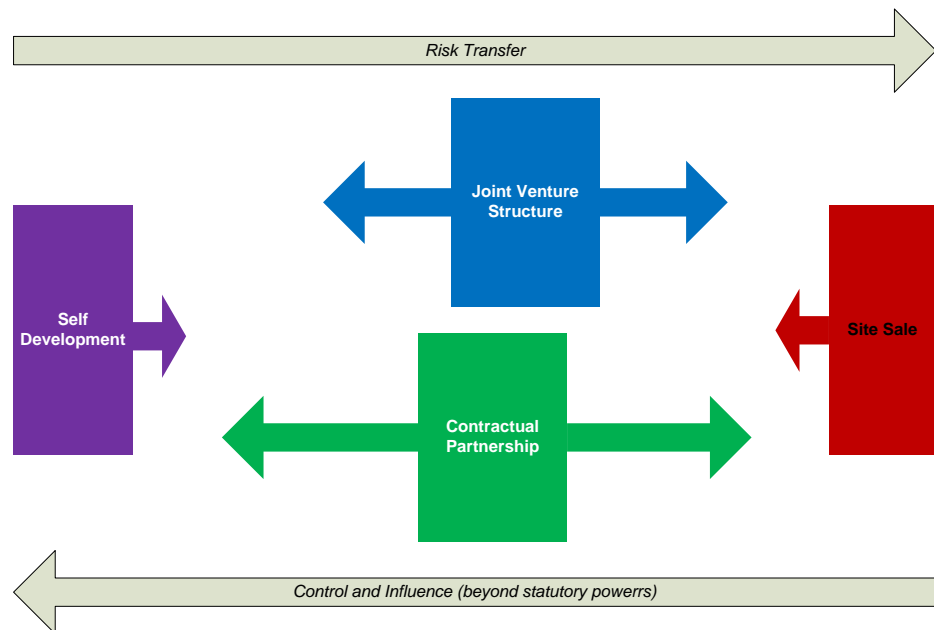 Risk Transfer
Joint Venture
Structure
Self
Development
Site Sale
Contractual
Partnership
Control and Influence (beyond statutory powerrs)